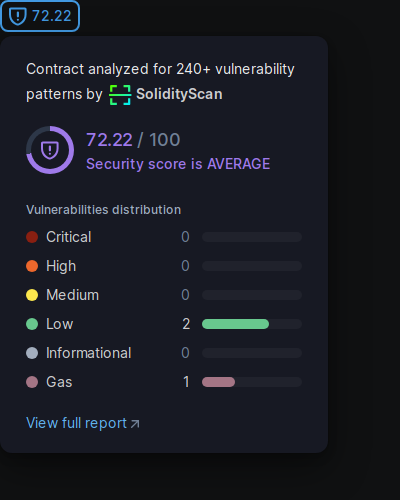 72.22
Contract analyzed for 240+ vulnerability
patterns by SolidityScan
72.22 / 100
Security score is AVERAGE
Vulnerabilities distribution
Critical 0
High 0
Medium 0
Low 2
Informational 0
Gas 1
View full report